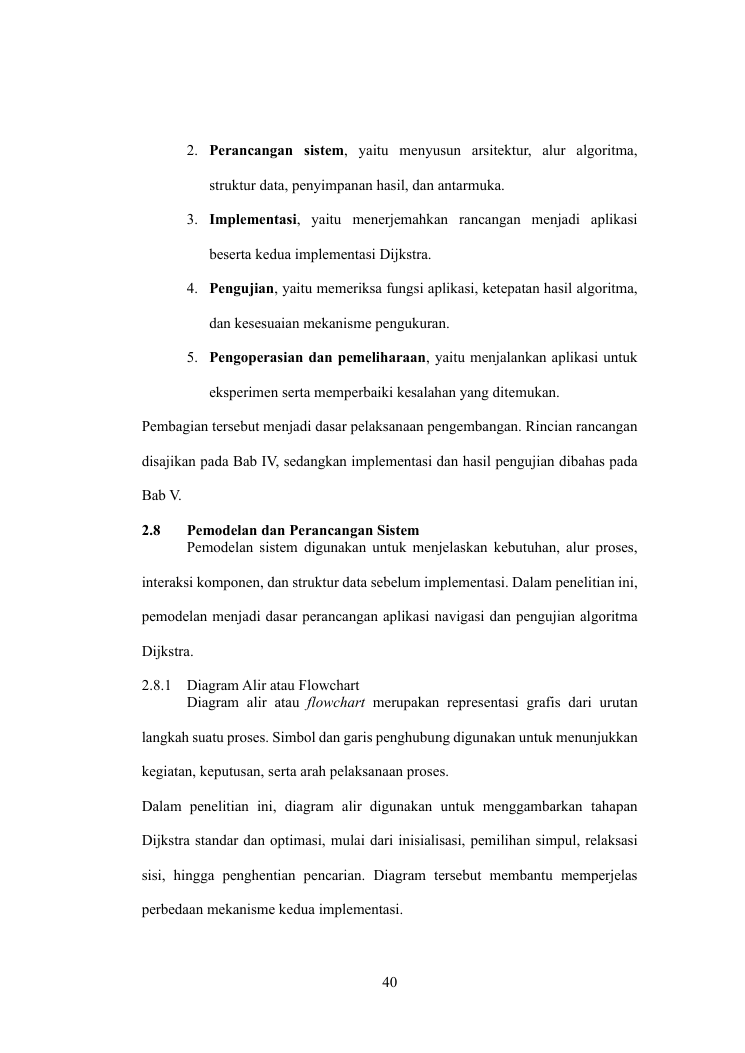 2. Perancangan sistem, yaitu menyusun arsitektur, alur algoritma,
struktur data, penyimpanan hasil, dan antarmuka.
3. Implementasi, yaitu menerjemahkan rancangan menjadi aplikasi
beserta kedua implementasi Dijkstra.
4. Pengujian, yaitu memeriksa fungsi aplikasi, ketepatan hasil algoritma,
dan kesesuaian mekanisme pengukuran.
5. Pengoperasian dan pemeliharaan, yaitu menjalankan aplikasi untuk
eksperimen serta memperbaiki kesalahan yang ditemukan.
Pembagian tersebut menjadi dasar pelaksanaan pengembangan. Rincian rancangan
disajikan pada Bab IV, sedangkan implementasi dan hasil pengujian dibahas pada
Bab V.
2.8 Pemodelan dan Perancangan Sistem
Pemodelan sistem digunakan untuk menjelaskan kebutuhan, alur proses,
interaksi komponen, dan struktur data sebelum implementasi. Dalam penelitian ini,
pemodelan menjadi dasar perancangan aplikasi navigasi dan pengujian algoritma
Dijkstra.
2.8.1 Diagram Alir atau Flowchart
Diagram alir atau flowchart merupakan representasi grafis dari urutan
langkah suatu proses. Simbol dan garis penghubung digunakan untuk menunjukkan
kegiatan, keputusan, serta arah pelaksanaan proses.
Dalam penelitian ini, diagram alir digunakan untuk menggambarkan tahapan
Dijkstra standar dan optimasi, mulai dari inisialisasi, pemilihan simpul, relaksasi
sisi, hingga penghentian pencarian. Diagram tersebut membantu memperjelas
perbedaan mekanisme kedua implementasi.
40